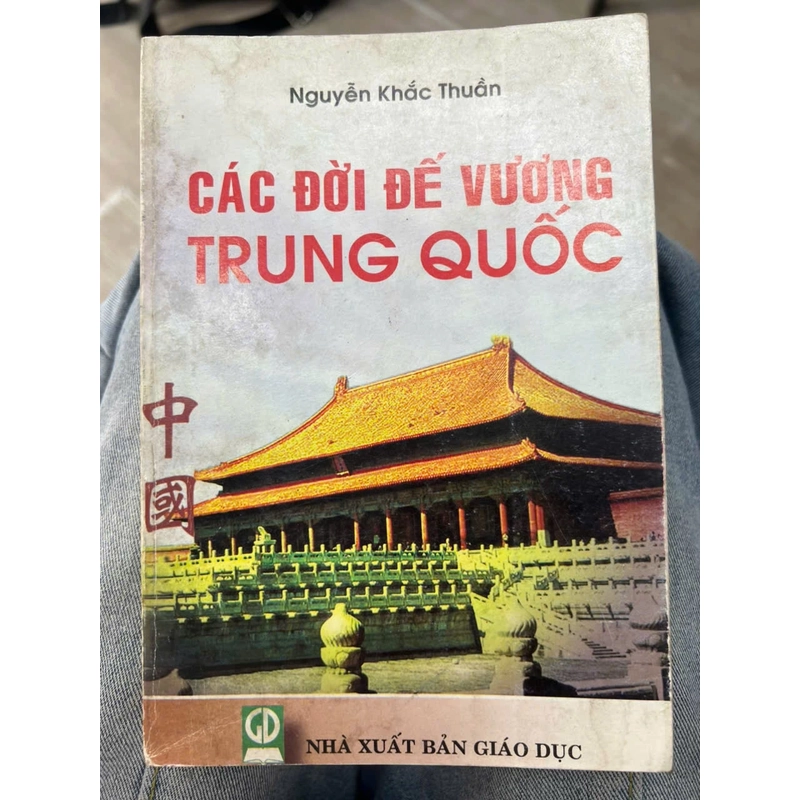 Nguyễn Khắc Thuần
CÁC ĐỜI ĐẾ VƯƠNG
TRUNG QUỐC
中
國
GD
NHÀ XUẤT BẢN GIÁO DỤC